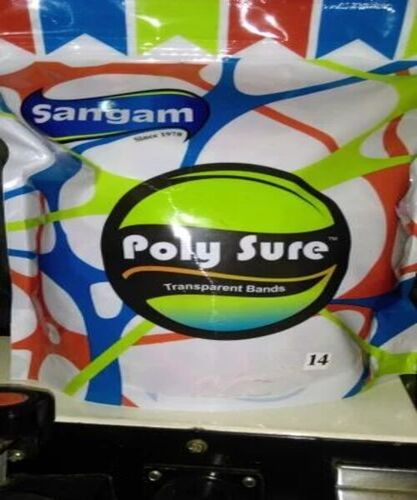 Sangam
Since 1978
Poly Sure™
Transparent Bands
14